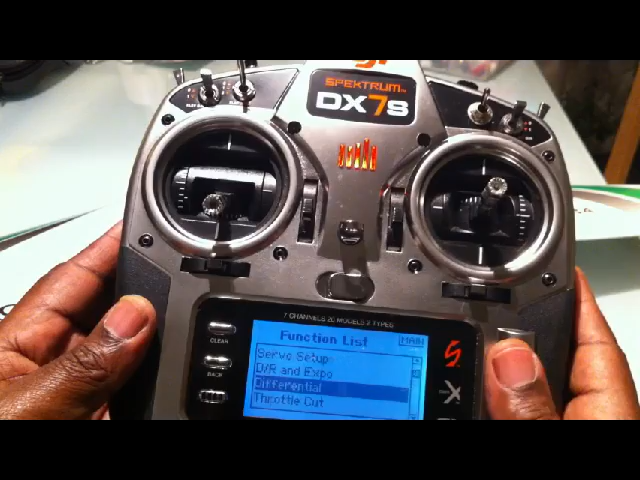 SPEKTRUM
DX7s
7 CHANNELS 20 MODELS 2 TYPES
Function List
MAIN
Servo Setup
D/R and Expo
Differential
Throttle Cut
CLEAR
BACK